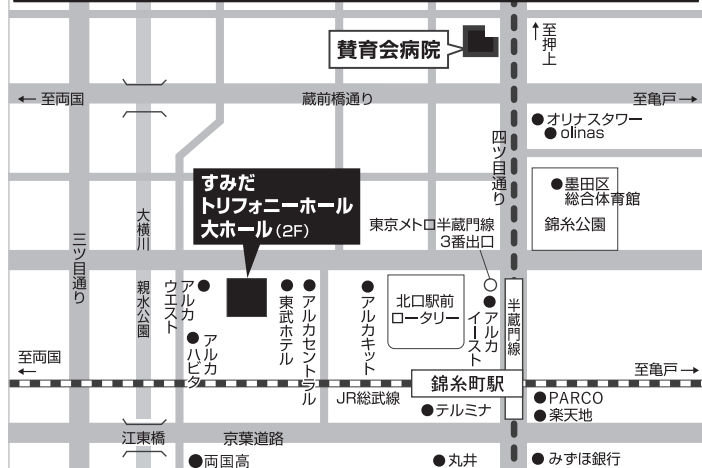 賛育会病院
↑至押上
← 至両国
蔵前橋通り
至亀戸 →
オリナスタワー
olinas
四ツ目通り
すみだ
トリフォニーホール
大ホール(2F)
墨田区
総合体育館
錦糸公園
東京メトロ半蔵門線
3番出口
三ツ目通り
大横川 親水公園
アルカ
ウエスト
アルカ
ハビタ
東武ホテル
アルカセントラル
アルカキット
北口駅前
ロータリー
アルカ
イースト
半蔵門線
至両国
←
至亀戸 →
錦糸町駅
JR総武線
テルミナ
PARCO
楽天地
江東橋
京葉道路
両国高
丸井
みずほ銀行